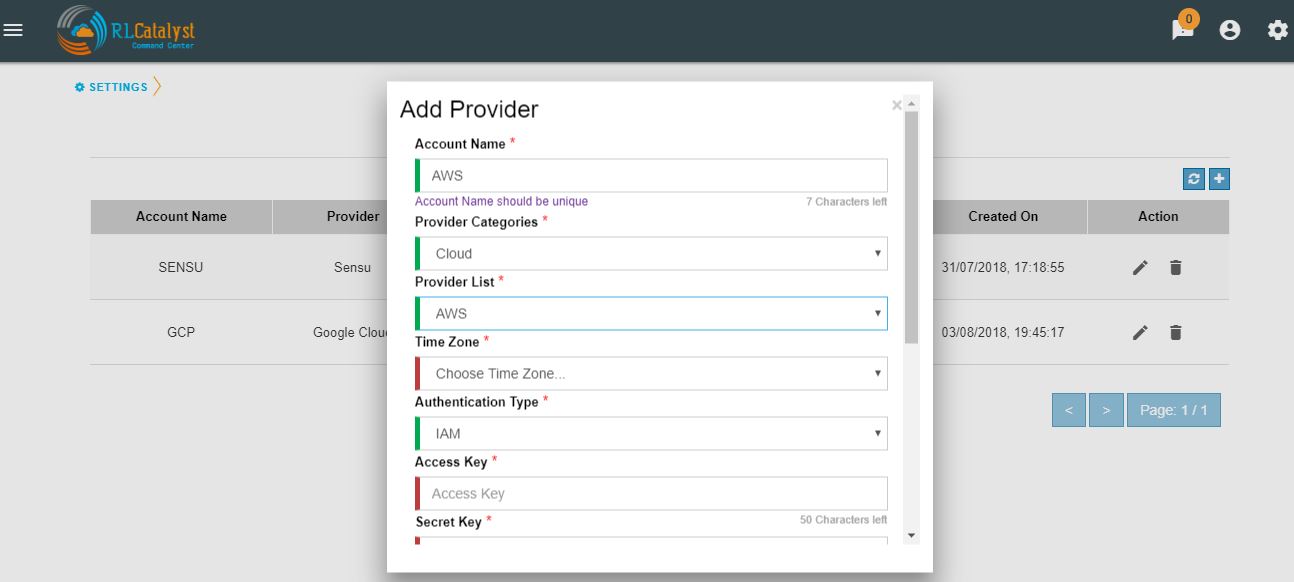 RLCatalyst
Command Center
0
SETTINGS
Add Provider
×
Account Name *
AWS
Account Name should be unique 7 Characters left
Provider Categories *
Cloud
Provider List *
AWS
Time Zone *
Choose Time Zone...
Authentication Type *
IAM
Access Key *
Access Key
50 Characters left
Secret Key *
Account Name Provider Created On Action
SENSU Sensu 31/07/2018, 17:18:55
GCP Google Clou 03/08/2018, 19:45:17
< > Page: 1 / 1